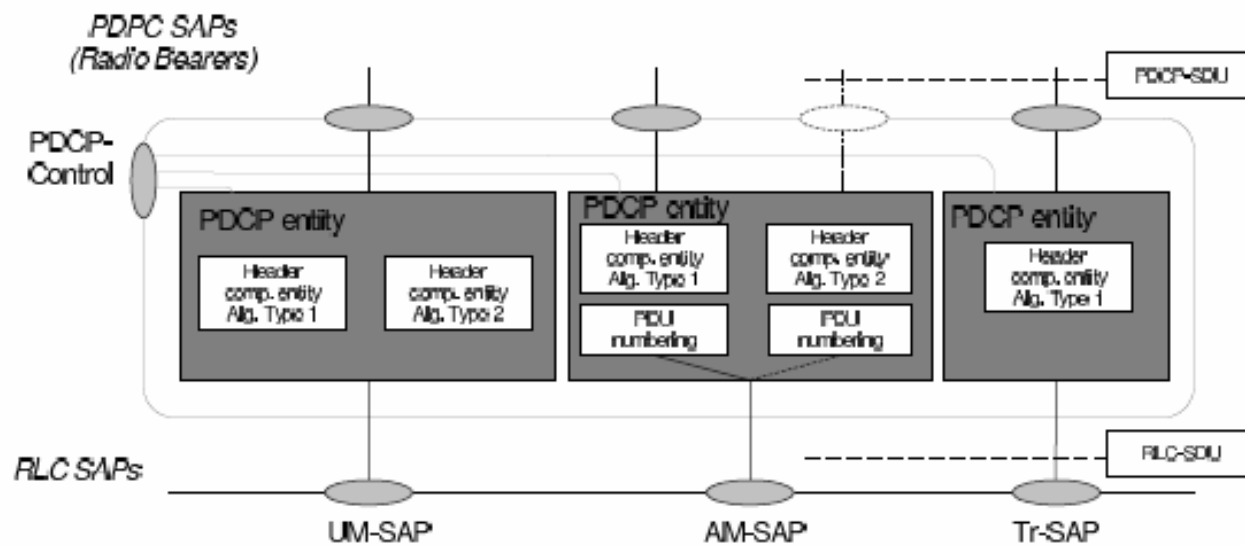 PDPC SAPs
(Radio Bearers)
PDCP-SDU
PDCP-
Control
PDCP entity
Header
comp. entity
Alg. Type 1
Header
comp. entity
Alg. Type 2
PDCP entity
Header
comp. entity
Alg. Type 1
Header
comp. entity
Alg. Type 2
PDU
numbering
PDU
numbering
PDCP entity
Header
comp. entity
Alg. Type 1
RLC-SDU
RLC SAPs
UM-SAP
AM-SAP
Tr-SAP